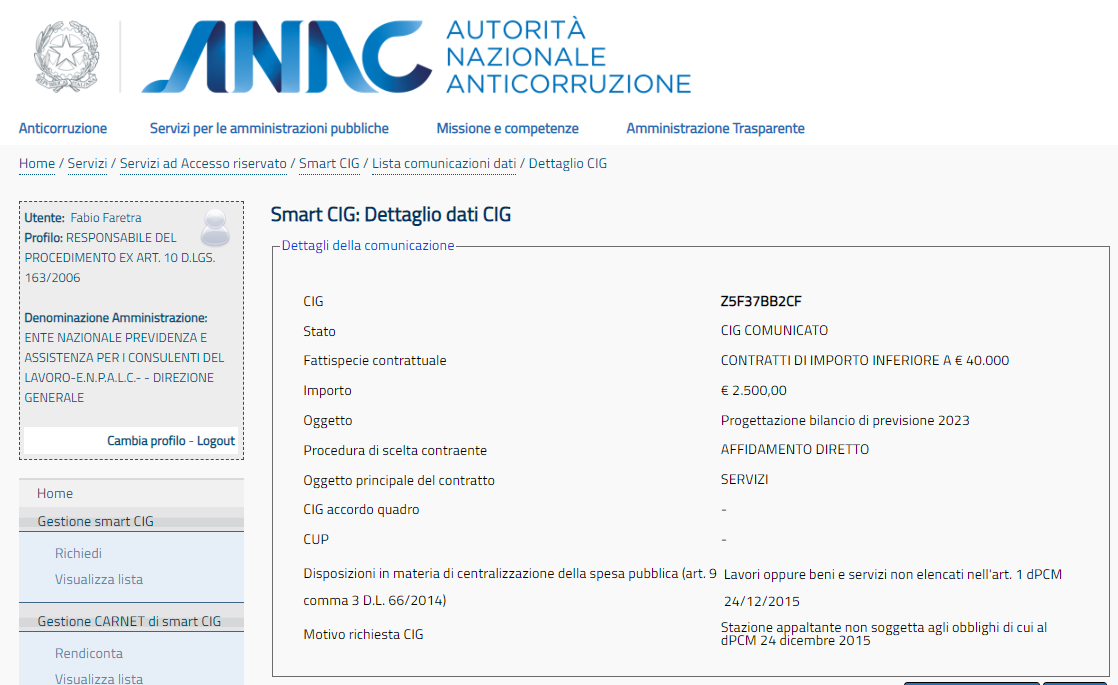 ANAC
AUTORITÀ
NAZIONALE
ANTICORRUZIONE
Anticorruzione Servizi per le amministrazioni pubbliche Missione e competenze Amministrazione Trasparente
Home / Servizi / Servizi ad Accesso riservato / Smart CIG / Lista comunicazioni dati / Dettaglio CIG
Utente: Fabio Faretra
Profilo: RESPONSABILE DEL
PROCEDIMENTO EX ART. 10 D.LGS.
163/2006
Denominazione Amministrazione:
ENTE NAZIONALE PREVIDENZA E
ASSISTENZA PER I CONSULENTI DEL
LAVORO-E.N.P.A.L.C.- - DIREZIONE
GENERALE
Cambia profilo - Logout
Home
Gestione smart CIG
Richiedi
Visualizza lista
Gestione CARNET di smart CIG
Rendiconta
Visualizza lista
Smart CIG: Dettaglio dati CIG
Dettagli della comunicazione
CIG Z5F37BB2CF
Stato CIG COMUNICATO
Fattispecie contrattuale CONTRATTI DI IMPORTO INFERIORE A € 40.000
Importo € 2.500,00
Oggetto Progettazione bilancio di previsione 2023
Procedura di scelta contraente AFFIDAMENTO DIRETTO
Oggetto principale del contratto SERVIZI
CIG accordo quadro -
CUP -
Disposizioni in materia di centralizzazione della spesa pubblica (art. 9 Lavori oppure beni e servizi non elencati nell'art. 1 dPCM
comma 3 D.L. 66/2014) 24/12/2015
Motivo richiesta CIG Stazione appaltante non soggetta agli obblighi di cui al
dPCM 24 dicembre 2015